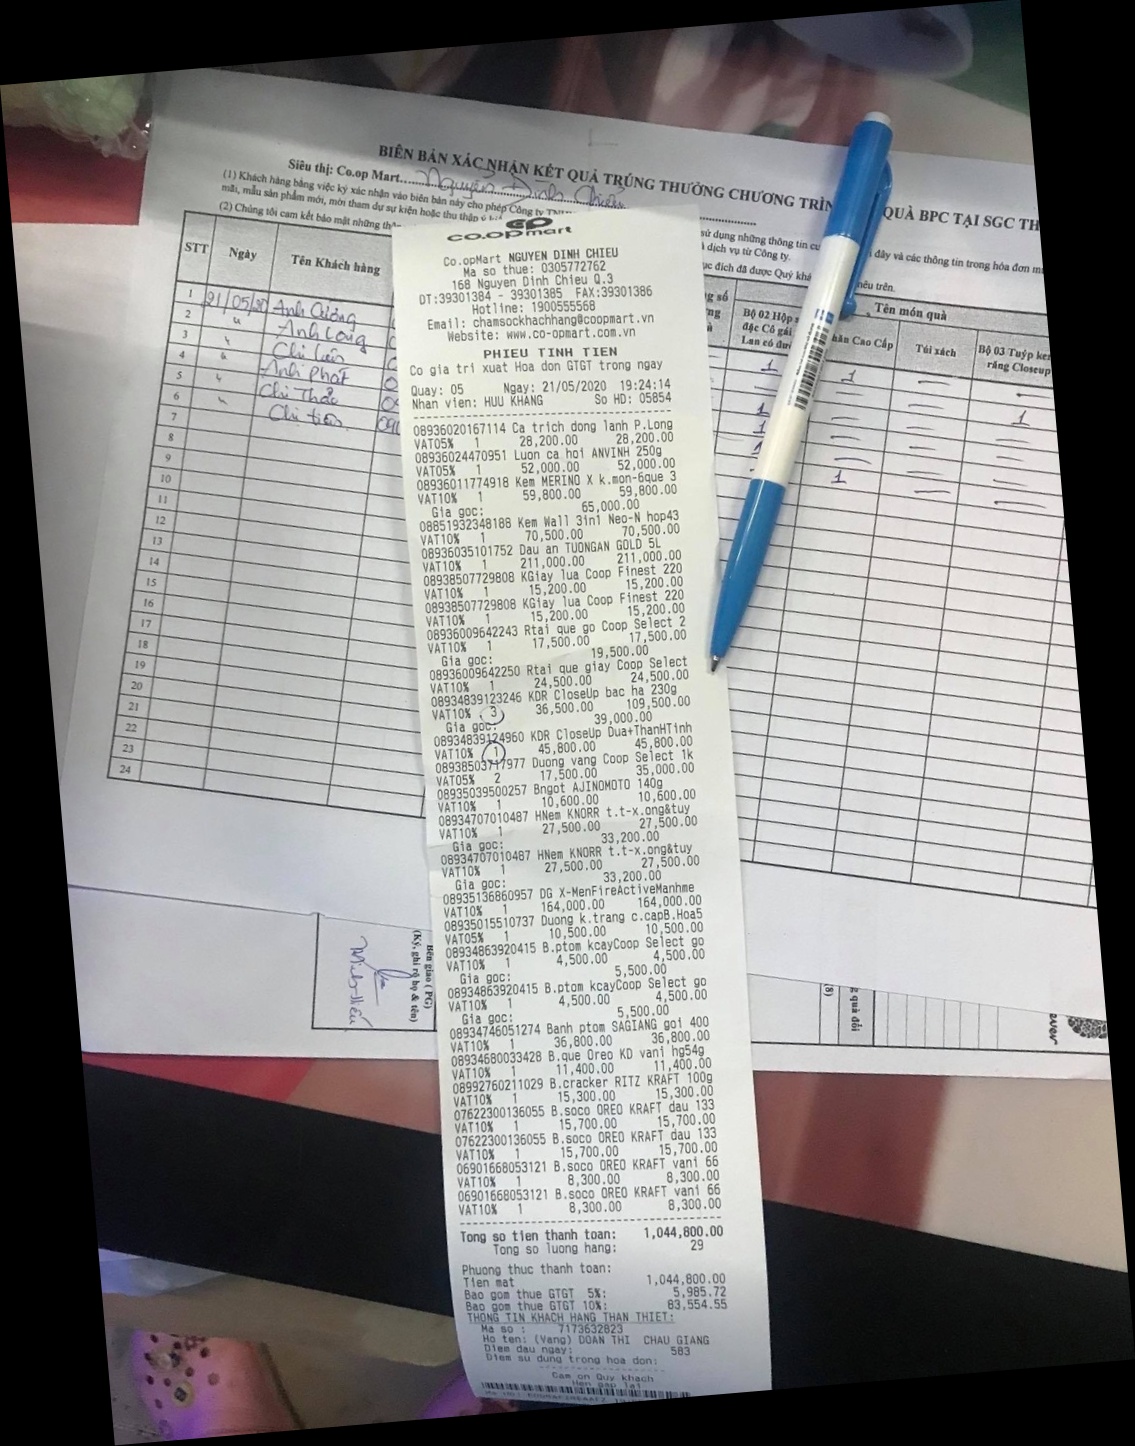 BIÊN BẢN XÁC NHẬN KẾT QUẢ TRÚNG THƯỞNG CHƯƠNG TRÌN QUÀ BPC TẠI SGC TH
Siêu thị: Co.op Mart Nguyễn Đình Chiểu
(1) Khách hàng bằng việc ký xác nhận vào biên bản này cho phép Công ty sử dụng những thông tin dây và các thông tin trong hóa đơn
mãi, mẫu sản phẩm mới, mời tham dự sự kiện hoặc thu thận dịch vụ từ Công ty.
(2) Chúng tôi cam kết bảo mật những đích đã được Quý khá nêu trên.
STT Ngày Tên Khách hàng số Tên món quà
Bộ 02 Hộp Cao Cấp Túi xách Bộ 03 Tuýp
đặc Cô gái răng Closeup
Lan
1 21/05/20 Anh Cường 1 1
2 Anh Long
3 Chị 1 1
4 Anh Phát 1
5 Chị Thảo
6 Chị Tiên 1
7
8
9
10
11
12
13
14
15
16
17
18
19
20
21
22
23
24
co.opmart
Co.opMart NGUYEN DINH CHIEU
Ma so thue: 0305772762
168 Nguyen Dinh Chieu Q.3
DT:39301384 - 39301385 FAX:39301386
Hotline: 1900555568
Email: chamsockhachhang@coopmart.vn
Website: www.co-opmart.com.vn
PHIEU TINH TIEN
Co gia tri xuat Hoa don GTGT trong ngay
Quay: 05 Ngay: 21/05/2020 19:24:14
Nhan vien: HUU KHANG So HD: 05854
08936020167114 Ca trich dong lanh P.Long
VAT05% 1 28,200.00 28,200.00
08936024470951 Luon ca hoi ANVINH 250g
VAT05% 1 52,000.00 52,000.00
08936011774918 Kem MERINO X k.mon-6que 3
VAT10% 1 59,800.00 59,800.00
Gia goc: 65,000.00
08851932348188 Kem Wall 3in1 Neo-N hop43
VAT10% 1 70,500.00 70,500.00
08936035101752 Dau an TUONGAN GOLD 5L
VAT10% 1 211,000.00 211,000.00
08938507729808 KGiay lua Coop Finest 220
VAT10% 1 15,200.00 15,200.00
08938507729808 KGiay lua Coop Finest 220
VAT10% 1 15,200.00 15,200.00
08936009642243 Rtai que go Coop Select 2
VAT10% 1 17,500.00 17,500.00
Gia goc: 19,500.00
08936009642250 Rtai que giay Coop Select
VAT10% 1 24,500.00 24,500.00
08934839123246 KDR CloseUp bac ha 230g
VAT10% 3 36,500.00 109,500.00
Gia goc: 39,000.00
08934839124960 KDR CloseUp Dua+ThanHTinh
VAT10% 1 45,800.00 45,800.00
08938503717977 Duong vang Coop Select 1k
VAT05% 2 17,500.00 35,000.00
08935039500257 Bngot AJINOMOTO 140g
VAT10% 1 10,600.00 10,600.00
08934707010487 HNem KNORR t.t-x.ong&tuy
VAT10% 1 27,500.00 27,500.00
Gia goc: 33,200.00
08934707010487 HNem KNORR t.t-x.ong&tuy
VAT10% 1 27,500.00 27,500.00
Gia goc: 33,200.00
08935136860957 DG X-MenFireActiveManhme
VAT10% 1 164,000.00 164,000.00
08935015510737 Duong k.trang c.capB.Hoa5
VAT05% 1 10,500.00 10,500.00
08934863920415 B.ptom kcayCoop Select go
VAT10% 1 4,500.00 4,500.00
Gia goc: 5,500.00
08934863920415 B.ptom kcayCoop Select go
VAT10% 1 4,500.00 4,500.00
Gia goc: 5,500.00
08934746051274 Banh ptom SAGIANG goi 400
VAT10% 1 36,800.00 36,800.00
08934680033428 B.que Oreo KD vani hg54g
VAT10% 1 11,400.00 11,400.00
08992760211029 B.cracker RITZ KRAFT 100g
VAT10% 1 15,300.00 15,300.00
07622300136055 B.soco OREO KRAFT dau 133
VAT10% 1 15,700.00 15,700.00
07622300136055 B.soco OREO KRAFT dau 133
VAT10% 1 15,700.00 15,700.00
06901668053121 B.soco OREO KRAFT vani 66
VAT10% 1 8,300.00 8,300.00
06901668053121 B.soco OREO KRAFT vani 66
VAT10% 1 8,300.00 8,300.00
Tong so tien thanh toan: 1,044,800.00
Tong so luong hang: 29
Phuong thuc thanh toan:
Tien mat 1,044,800.00
Bao gom thue GTGT 5%: 5,985.72
Bao gom thue GTGT 10%: 83,554.55
THONG TIN KHACH HANG THAN THIET:
Ma so : 7173632823
Ho ten: (Vang) DOAN THI CHAU GIANG
Diem dau ngay: 583
Diem su dung trong hoa don:
Cam on Quy khach
Hen gap lai
Bên giao ( PG)
(Ký, ghi rõ họ & tên)
quà đổi
(8)